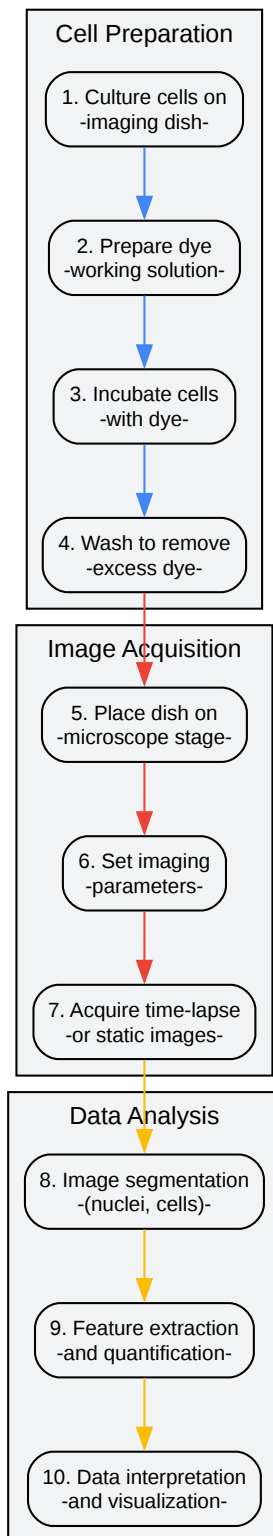 Cell Preparation
1. Culture cells on
-imaging dish-
2. Prepare dye
-working solution-
3. Incubate cells
-with dye-
4. Wash to remove
-excess dye-
Image Acquisition
5. Place dish on
-microscope stage-
6. Set imaging
-parameters-
7. Acquire time-lapse
-or static images-
Data Analysis
8. Image segmentation
-(nuclei, cells)-
9. Feature extraction
-and quantification-
10. Data interpretation
-and visualization-